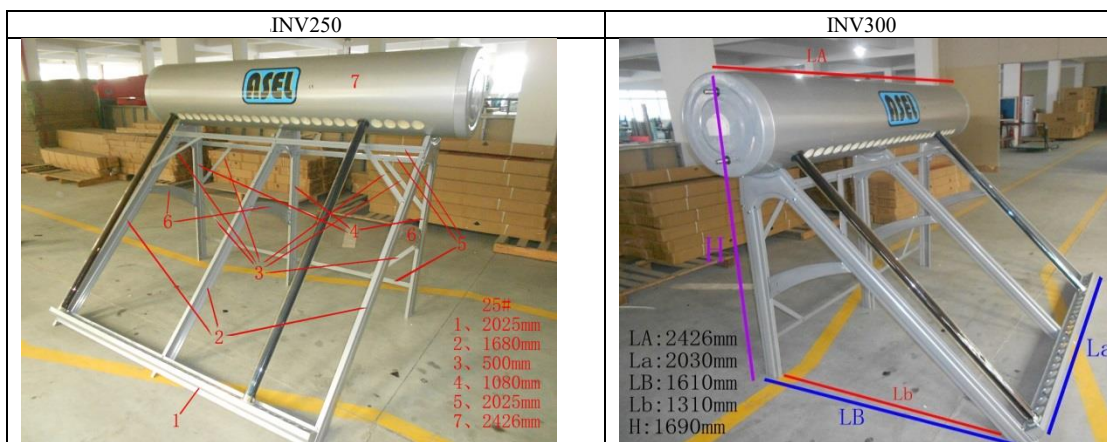 INV250
INV300
ASEL
7
6
3
4
6
5
2
1
25#
1、2025mm
2、1680mm
3、500mm
4、1080mm
5、2025mm
7、2426mm
LA
ASEL
H
La
Lb
LB
LA:2426mm
La:2030mm
LB:1610mm
Lb:1310mm
H:1690mm